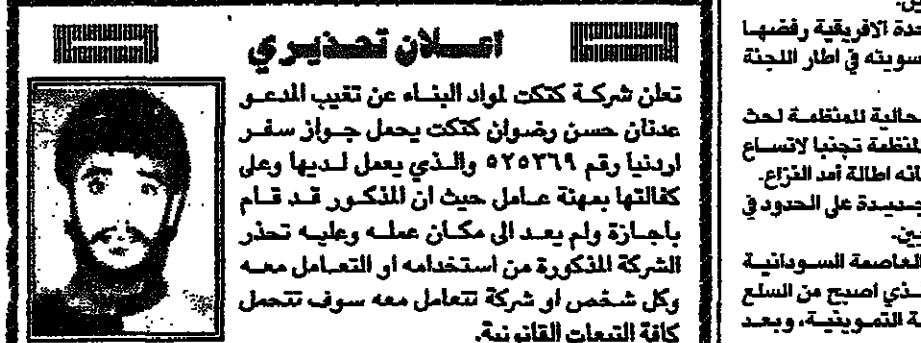 اعلان تحذيري
تعلن شركة كتكت لمواد البناء عن تغيب المدعو
عدنان حسن رضوان كتكت يحمل جواز سفر
اردنيا رقم ٥٢٥٣٦٩ والذي يعمل لديها وعلى
كفالتها بمهنة عامل حيث ان المذكور قد قام
باجازة ولم يعد الى مكان عمله وعليه تحذر
الشركة المذكورة من استخدامه او التعامل معه
وكل شخص او شركة تتعامل معه سوف تتحمل
كافة التبعات القانونية.
حدة الافريقية رفضها
سويته في اطار اللجنة
حالية للمنظمة لحث
لمنظمة تجنبا لاتساع
انه اطالة أمد النزاع.
جديدة على الحدود في
ين.
العاصمة السودانية
لذي اصبح من السلع
ة التموينية، وبعد